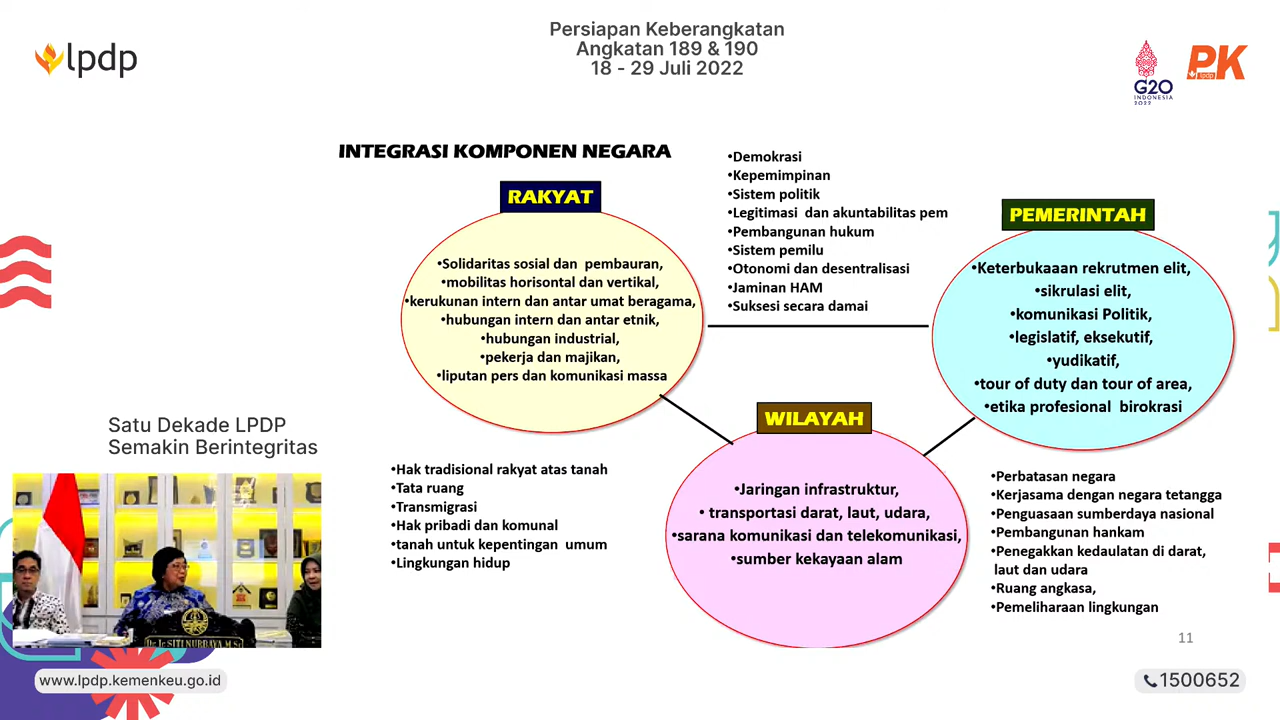 lpdp
Persiapan Keberangkatan
Angkatan 189 & 190
18 - 29 Juli 2022
G20
INDONESIA
2022
PK
lpdp
INTEGRASI KOMPONEN NEGARA
RAKYAT
•Solidaritas sosial dan pembauran,
•mobilitas horisontal dan vertikal,
•kerukunan intern dan antar umat beragama,
•hubungan intern dan antar etnik,
•hubungan industrial,
•pekerja dan majikan,
•liputan pers dan komunikasi massa
•Demokrasi
•Kepemimpinan
•Sistem politik
•Legitimasi dan akuntabilitas pem
•Pembangunan hukum
•Sistem pemilu
•Otonomi dan desentralisasi
•Jaminan HAM
•Suksesi secara damai
PEMERINTAH
•Keterbukaaan rekrutmen elit,
•sikrulasi elit,
•komunikasi Politik,
•legislatif, eksekutif,
•yudikatif,
•tour of duty dan tour of area,
•etika profesional birokrasi
WILAYAH
•Jaringan infrastruktur,
• transportasi darat, laut, udara,
•sarana komunikasi dan telekomunikasi,
•sumber kekayaan alam
•Hak tradisional rakyat atas tanah
•Tata ruang
•Transmigrasi
•Hak pribadi dan komunal
•tanah untuk kepentingan umum
•Lingkungan hidup
•Perbatasan negara
•Kerjasama dengan negara tetangga
•Penguasaan sumberdaya nasional
•Pembangunan hankam
•Penegakkan kedaulatan di darat,
laut dan udara
•Ruang angkasa,
•Pemeliharaan lingkungan
11
Satu Dekade LPDP
Semakin Berintegritas
Dr. Ir. SITI NURBAYA, M.Sc
www.lpdp.kemenkeu.go.id
1500652